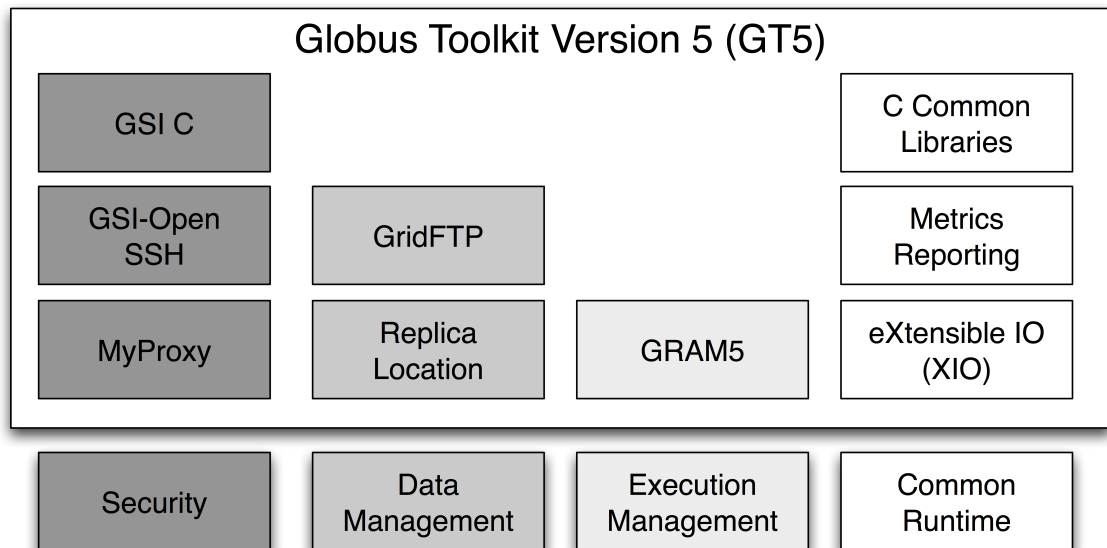 Globus Toolkit Version 5 (GT5)
GSI C
C Common
Libraries
GSI-Open
SSH
GridFTP
Metrics
Reporting
MyProxy
Replica
Location
GRAM5
eXtensible IO
(XIO)
Security
Data
Management
Execution
Management
Common
Runtime